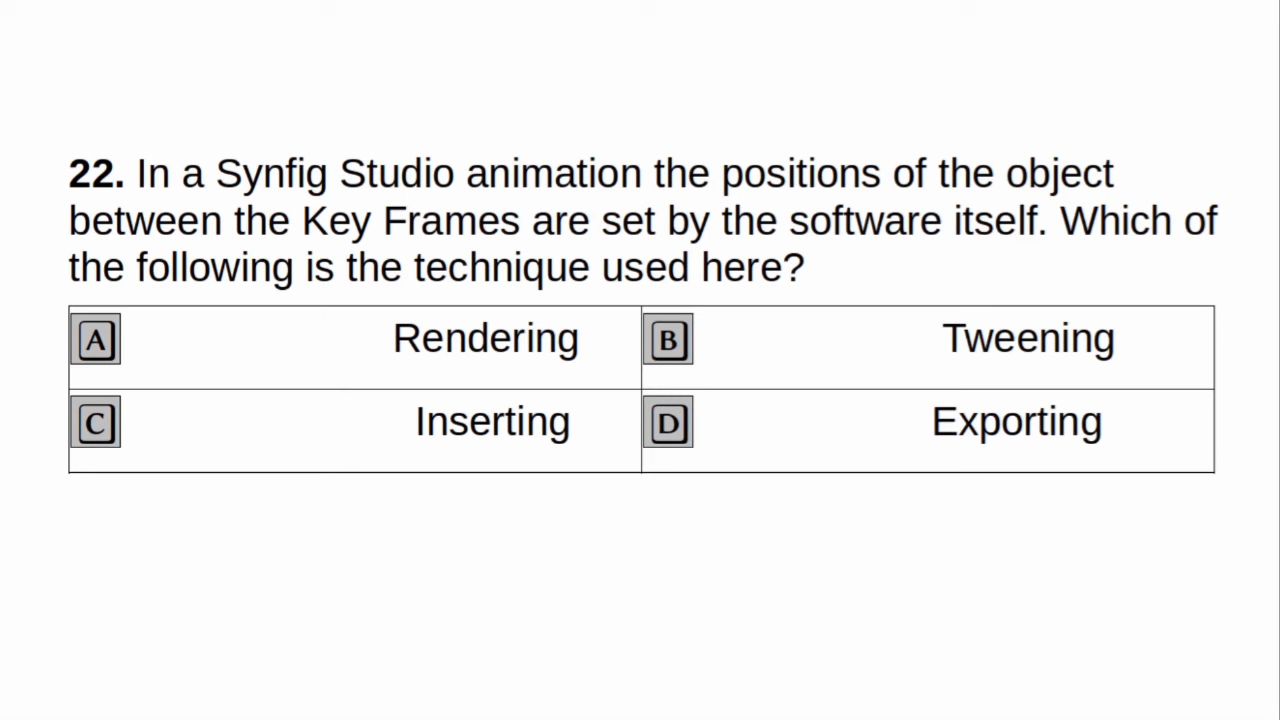 22. In a Synfig Studio animation the positions of the object
between the Key Frames are set by the software itself. Which of
the following is the technique used here?
A Rendering B Tweening
C Inserting D Exporting